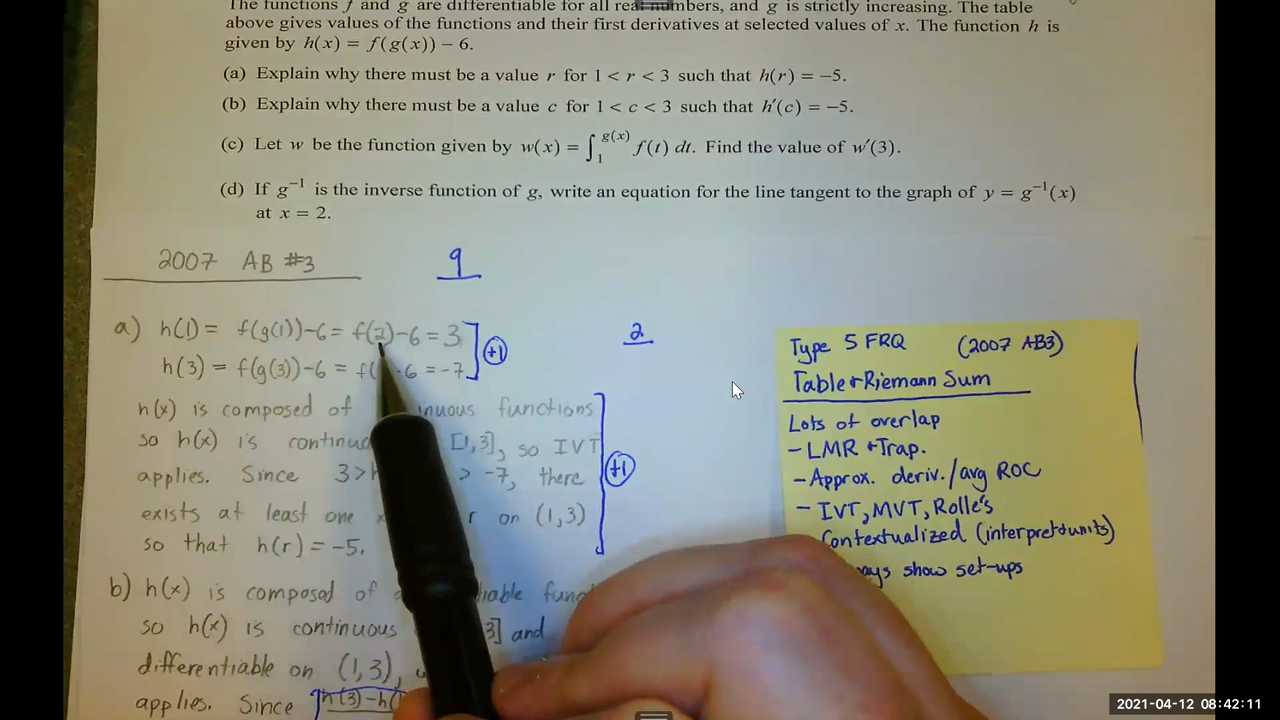 The functions f and g are differentiable for all real numbers, and g is strictly increasing. The table
above gives values of the functions and their first derivatives at selected values of x. The function h is
given by h(x) = f(g(x)) − 6.
(a) Explain why there must be a value r for 1 < r < 3 such that h(r) = −5.
(b) Explain why there must be a value c for 1 < c < 3 such that h′(c) = −5.
(c) Let w be the function given by w(x) = ∫₁^{g(x)} f(t) dt. Find the value of w′(3).
(d) If g⁻¹ is the inverse function of g, write an equation for the line tangent to the graph of y = g⁻¹(x)
at x = 2.
2007 AB #3
9
a) h(1) = f(g(1))−6 = f(2)−6 = 3
h(3) = f(g(3))−6 = f( -6 = −7
+1
2
h(x) is composed of functions
so h(x) is [1,3], so IVT
applies. Since 3> > −7, there
exists at least one r on (1,3)
so that h(r) = −5.
+1
b) h(x) is composed of
so h(x) is continuous 3] and
differentiable on (1,3),
applies. Since h(3)−h(
Type 5 FRQ (2007 AB3)
Table + Riemann Sum
Lots of overlap
- LMR + Trap.
- Approx. deriv./avg ROC
- IVT, MVT, Rolle's
Contextualized (interpret+units)
show set-ups
2021-04-12 08:42:11